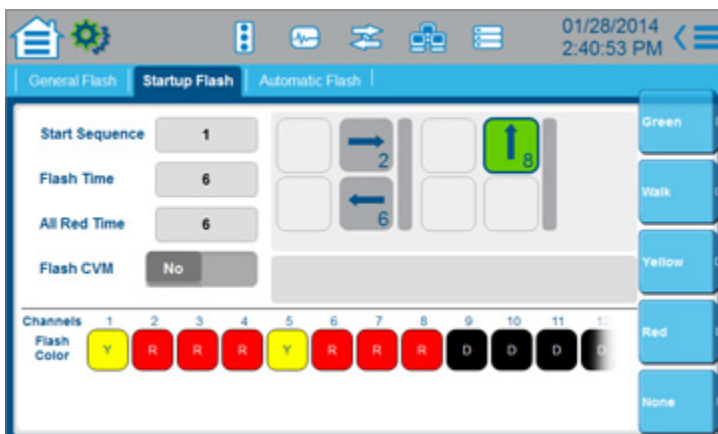 01/28/2014
2:40:53 PM
General Flash
Startup Flash
Automatic Flash
Start Sequence 1
Flash Time 6
All Red Time 6
Flash CVM No
2
8
6
Green
Walk
Yellow
Red
None
Channels 1 2 3 4 5 6 7 8 9 10 11 12
Flash
Color Y R R R Y R R R D D D D